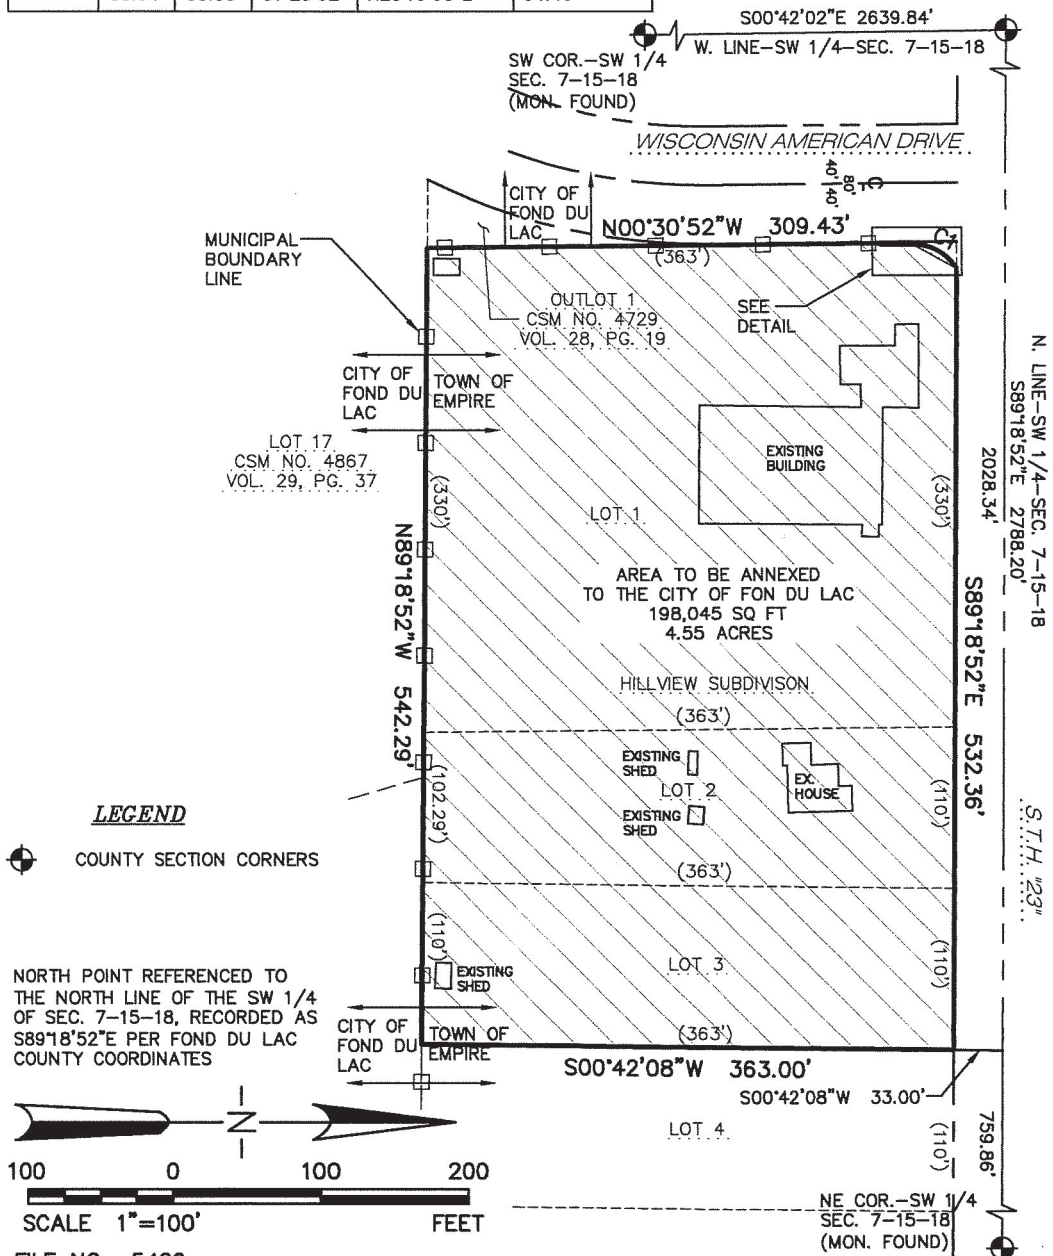 S00°42'02"E 2639.84'
W. LINE-SW 1/4-SEC. 7-15-18
SW COR.-SW 1/4
SEC. 7-15-18
(MON. FOUND)
WISCONSIN AMERICAN DRIVE
40' 40'
80'
CITY OF
FOND DU
LAC
N00°30'52"W 309.43'
(363')
MUNICIPAL
BOUNDARY
LINE
OUTLOT 1
CSM NO. 4729
VOL. 28, PG. 19
SEE
DETAIL
CITY OF
FOND DU
LAC
TOWN OF
EMPIRE
LOT 17
CSM NO. 4867
VOL. 29, PG. 37
EXISTING
BUILDING
(330')
(330')
LOT 1
N. LINE-SW 1/4-SEC. 7-15-18
S89°18'52"E 2788.20'
2028.34'
AREA TO BE ANNEXED
TO THE CITY OF FON DU LAC
198,045 SQ FT
4.55 ACRES
N89°18'52"W 542.29'
S89°18'52"E 532.36'
HILLVIEW SUBDIVISON
(363')
EXISTING
SHED
LOT 2
EX.
HOUSE
EXISTING
SHED
(102.29')
(110')
S.T.H. "23"
LEGEND
COUNTY SECTION CORNERS
(363')
(110')
LOT 3
(110')
EXISTING
SHED
NORTH POINT REFERENCED TO
THE NORTH LINE OF THE SW 1/4
OF SEC. 7-15-18, RECORDED AS
S89°18'52"E PER FOND DU LAC
COUNTY COORDINATES
CITY OF
FOND DU
LAC
TOWN OF
EMPIRE
(363')
S00°42'08"W 363.00'
S00°42'08"W 33.00'
LOT 4
(110')
759.86'
N
100 0 100 200
SCALE 1"=100' FEET
NE COR.-SW 1/4
SEC. 7-15-18
(MON. FOUND)